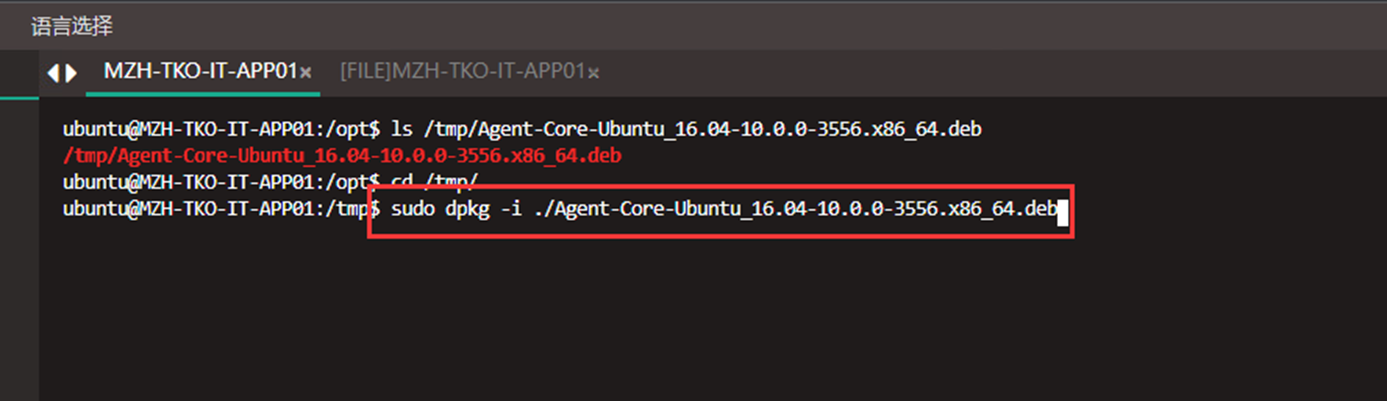 语言选择
MZH-TKO-IT-APP01× [FILE]MZH-TKO-IT-APP01×
ubuntu@MZH-TKO-IT-APP01:/opt$ ls /tmp/Agent-Core-Ubuntu_16.04-10.0.0-3556.x86_64.deb
/tmp/Agent-Core-Ubuntu_16.04-10.0.0-3556.x86_64.deb
ubuntu@MZH-TKO-IT-APP01:/opt$ cd /tmp/
ubuntu@MZH-TKO-IT-APP01:/tmp$ sudo dpkg -i ./Agent-Core-Ubuntu_16.04-10.0.0-3556.x86_64.deb